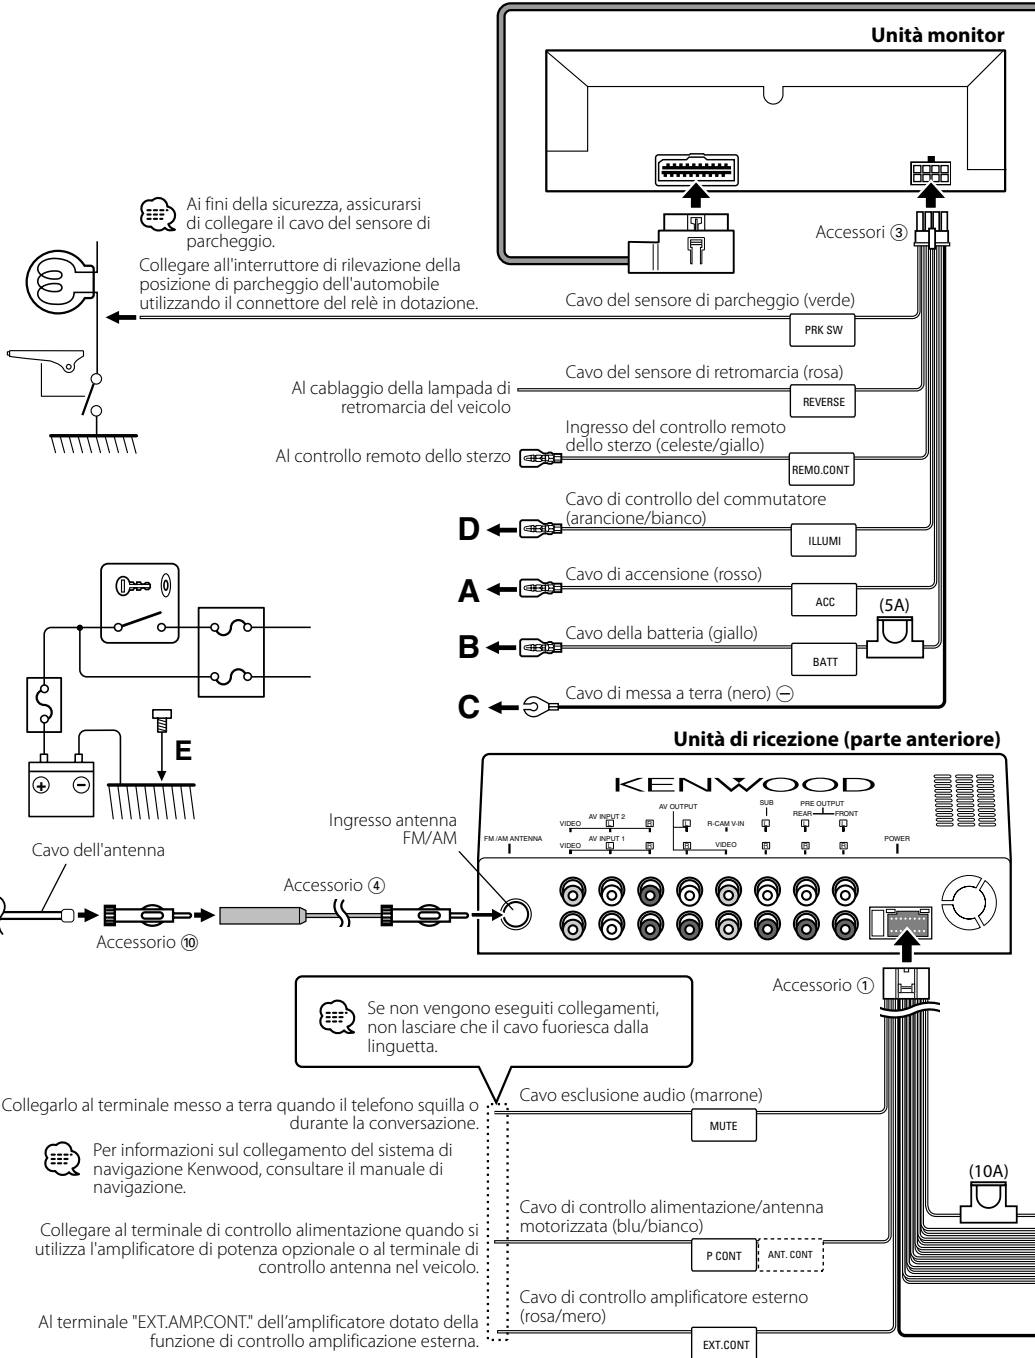 Unità monitor
Ai fini della sicurezza, assicurarsi
di collegare il cavo del sensore di
parcheggio.
Accessori ③
Collegare all'interruttore di rilevazione della
posizione di parcheggio dell'automobile
utilizzando il connettore del relè in dotazione.
Cavo del sensore di parcheggio (verde)
PRK SW
Cavo del sensore di retromarcia (rosa)
Al cablaggio della lampada di
retromarcia del veicolo
REVERSE
Ingresso del controllo remoto
dello sterzo (celeste/giallo)
Al controllo remoto dello sterzo
REMO.CONT
Cavo di controllo del commutatore
(arancione/bianco)
D
ILLUMI
Cavo di accensione (rosso)
A
ACC
(5A)
Cavo della batteria (giallo)
B
BATT
Cavo di messa a terra (nero) ⊖
C
E
⊕ ⊖
Unità di ricezione (parte anteriore)
KENWOOD
Ingresso antenna
FM/AM
FM /AM ANTENNA
AV INPUT 2
VIDEO L R
AV INPUT 1
VIDEO L R
AV OUTPUT
L
R VIDEO
R-CAM V-IN
SUB
L
R
PRE OUTPUT
REAR FRONT
L L
R R
POWER
Cavo dell'antenna
Accessorio ④
Accessorio ⑩
Accessorio ①
Se non vengono eseguiti collegamenti,
non lasciare che il cavo fuoriesca dalla
linguetta.
Collegarlo al terminale messo a terra quando il telefono squilla o
durante la conversazione.
Cavo esclusione audio (marrone)
MUTE
Per informazioni sul collegamento del sistema di
navigazione Kenwood, consultare il manuale di
navigazione.
(10A)
Cavo di controllo alimentazione/antenna
motorizzata (blu/bianco)
Collegare al terminale di controllo alimentazione quando si
utilizza l'amplificatore di potenza opzionale o al terminale di
controllo antenna nel veicolo.
P CONT
ANT. CONT
Cavo di controllo amplificatore esterno
(rosa/mero)
Al terminale "EXT.AMP.CONT." dell'amplificatore dotato della
funzione di controllo amplificazione esterna.
EXT.CONT